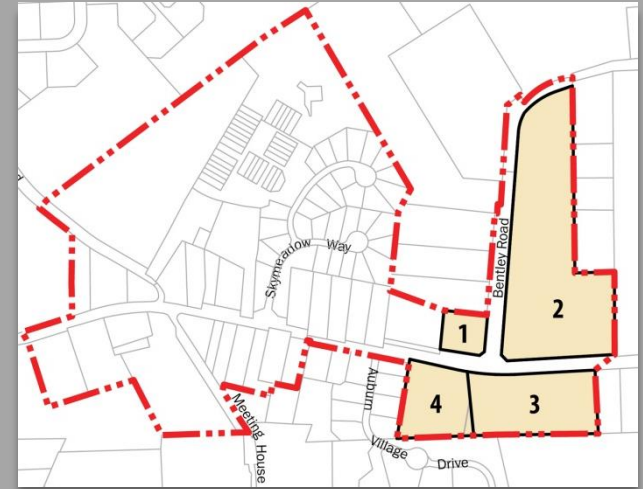 Skymeadow Way
Bentley Road
1
2
3
4
Auburn
Village
Drive
Meeting
House